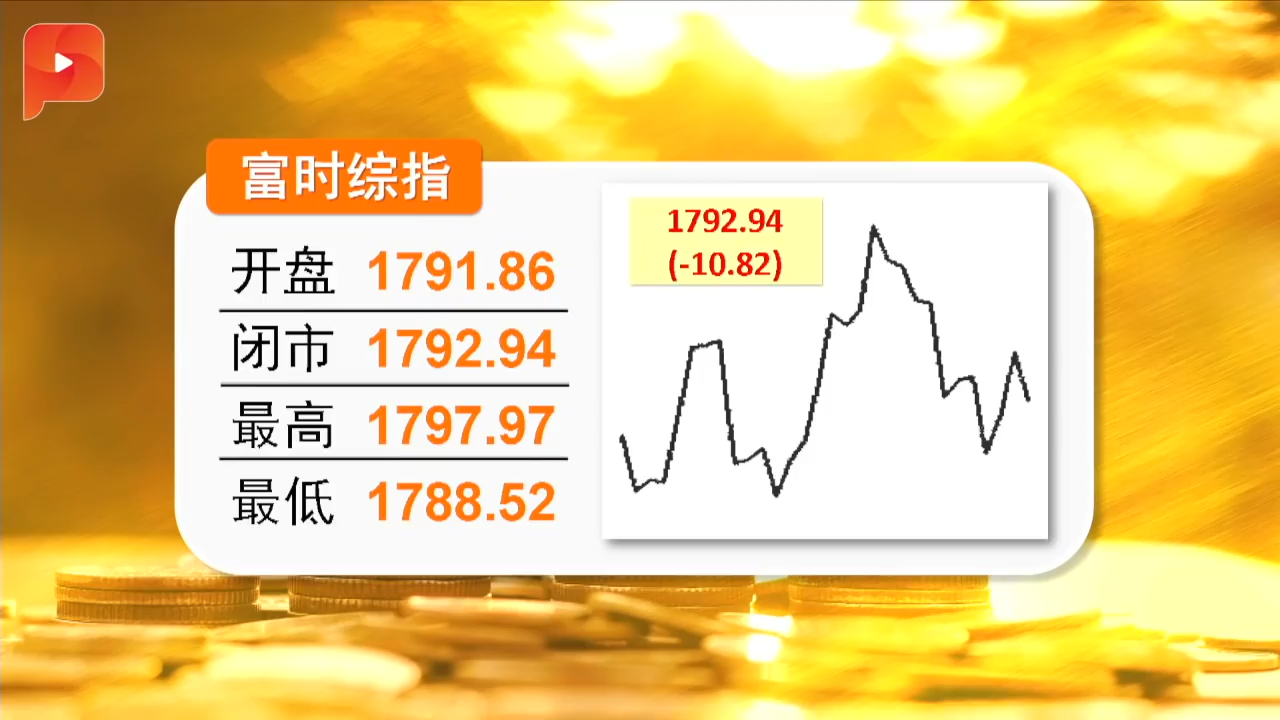 富时综指
开盘 1791.86
闭市 1792.94
最高 1797.97
最低 1788.52
1792.94
(-10.82)